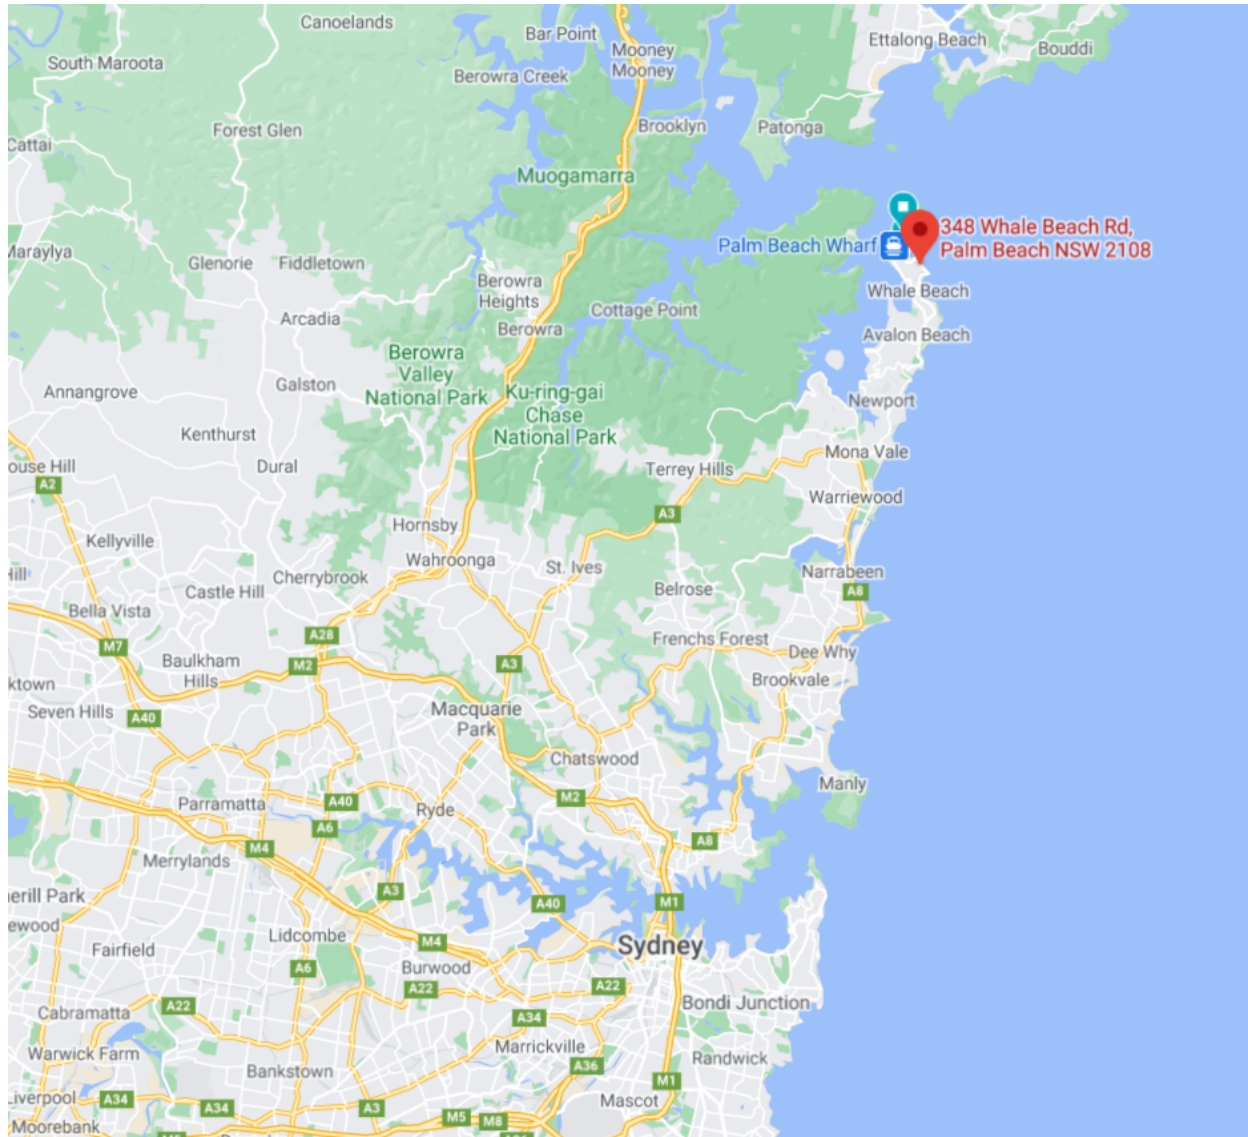 Canoelands
Bar Point
Ettalong Beach
Bouddi
Mooney
Mooney
South Maroota
Berowra Creek
Forest Glen
Brooklyn
Patonga
Cattai
Muogamarra
348 Whale Beach Rd,
Palm Beach NSW 2108
Palm Beach Wharf
Maraylya
Glenorie
Fiddletown
Berowra
Heights
Whale Beach
Cottage Point
Arcadia
Berowra
Avalon Beach
Berowra
Valley
National Park
Galston
Annangrove
Ku-ring-gai
Chase
National Park
Newport
Kenthurst
Mona Vale
ouse Hill
Dural
Terrey Hills
A2
Warriewood
A3
Hornsby
Kellyville
Wahroonga
St. Ives
Narrabeen
Hill
Cherrybrook
Castle Hill
Belrose
A8
Bella Vista
A28
Frenchs Forest
M7
Dee Why
Baulkham
Hills
M2
A3
Brookvale
ktown
Seven Hills
A40
Macquarie
Park
Chatswood
Manly
Parramatta
A40
M2
Ryde
A6
A8
M4
Merrylands
A3
erill Park
A40
M1
ewood
Lidcombe
M4
Sydney
Fairfield
A6
Burwood
A22
A22
Bondi Junction
A22
Cabramatta
A34
Marrickville
Warwick Farm
Randwick
A36
Bankstown
M1
Liverpool
A34
A34
A3
Mascot
M5
M8
Moorebank